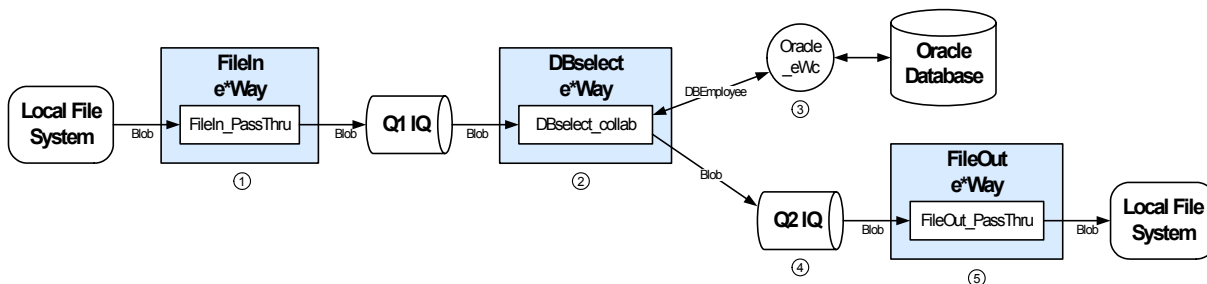 Local File
System
Blob
FileIn
e*Way
FileIn_PassThru
①
Blob
Q1 IQ
Blob
DBselect
e*Way
DBselect_collab
②
DBEmployee
Oracle
_eWc
③
Oracle
Database
Blob
Q2 IQ
④
Blob
FileOut
e*Way
FileOut_PassThru
⑤
Blob
Local File
System